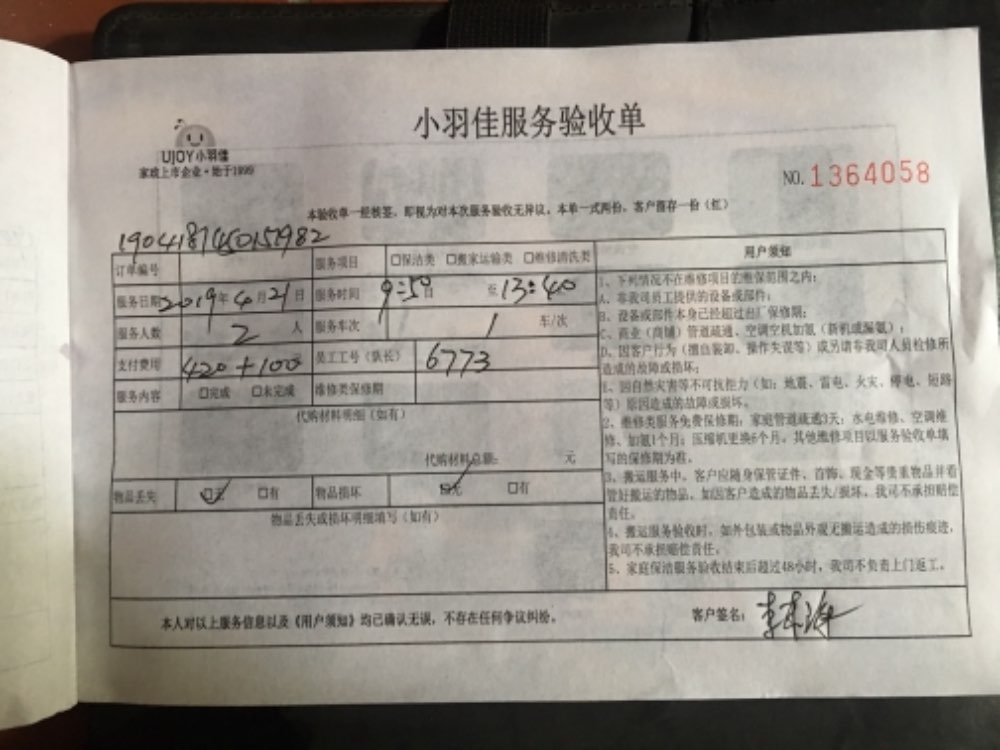 小羽佳服务验收单
UJOY小羽佳
家政上市企业·始于1999
NO.1364058
本验收单一经核签，即视为对本次服务验收无异议，本单一式两份，客户留存一份（红）
订单编号
服务项目 □保洁类 □搬家运输类 □维修清洗类
服务日期 2019年4月21日 服务时间 9:50 至 13:40
服务人数 2 人 服务车次 1 车/次
支付费用 420+100 员工工号（队长） 6773
服务内容 □完成 □未完成 维修类保修期
代购材料明细（如有）
代购材料总额： 元
物品丢失 □无 □有 物品损坏 □无 □有
物品丢失或损坏明细填写（如有）
用户须知
1、下列情况不在维修项目的维保范围之内：
A、非我司员工提供的设备或部件；
B、设备或部件本身已经超过出厂保修期；
C、商业（商铺）管道疏通、空调空机加氟（新机或漏氟）；
D、因客户行为（擅自装卸、操作失误等）或另请非我司人员检修所
造成的故障或损坏；
E、因自然灾害等不可抗拒力（如：地震、雷电、火灾、停电、短路
等）原因造成的故障或损坏。
2、维修类服务免费保修期：家庭管道疏通3天；水电维修、空调维
修、加氟1个月；压缩机更换6个月。其他维修项目以服务验收单填
写的保修期为准。
3、搬运服务中，客户应随身保管证件、首饰、现金等贵重物品并看
管好搬运的物品。如因客户造成的物品丢失/损坏，我司不承担赔偿
责任。
4、搬运服务验收时，如外包装或物品外观无搬运造成的损伤痕迹，
我司不承担赔偿责任。
5、家庭保洁服务验收结束后超过48小时，我司不负责上门返工。
本人对以上服务信息以及《用户须知》均已确认无误，不存在任何争议纠纷。 客户签名：